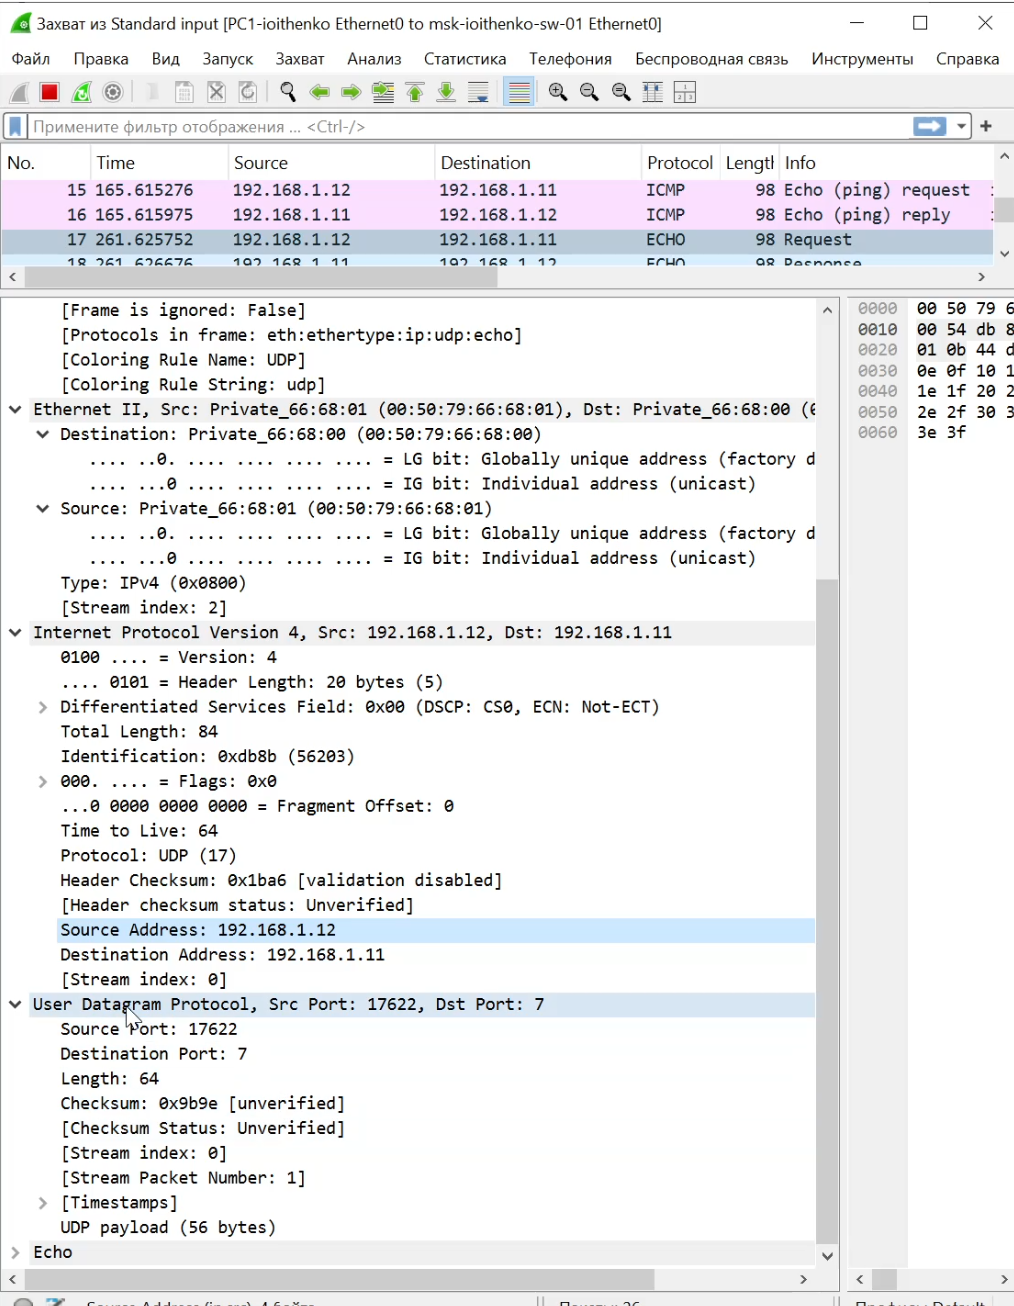 Захват из Standard input [PC1-ioithenko Ethernet0 to msk-ioithenko-sw-01 Ethernet0]
Файл Правка Вид Запуск Захват Анализ Статистика Телефония Беспроводная связь Инструменты Справка
Примените фильтр отображения ... <Ctrl-/>
No. Time Source Destination Protocol Lengtl Info
15 165.615276 192.168.1.12 192.168.1.11 ICMP 98 Echo (ping) request
16 165.615975 192.168.1.11 192.168.1.12 ICMP 98 Echo (ping) reply
17 261.625752 192.168.1.12 192.168.1.11 ECHO 98 Request
18 261.626676 192.168.1.11 192.168.1.12 ECHO 98 Response
[Frame is ignored: False]
[Protocols in frame: eth:ethertype:ip:udp:echo]
[Coloring Rule Name: UDP]
[Coloring Rule String: udp]
Ethernet II, Src: Private_66:68:01 (00:50:79:66:68:01), Dst: Private_66:68:00 (0
Destination: Private_66:68:00 (00:50:79:66:68:00)
.... ..0. .... .... .... .... = LG bit: Globally unique address (factory d
.... ...0 .... .... .... .... = IG bit: Individual address (unicast)
Source: Private_66:68:01 (00:50:79:66:68:01)
.... ..0. .... .... .... .... = LG bit: Globally unique address (factory d
.... ...0 .... .... .... .... = IG bit: Individual address (unicast)
Type: IPv4 (0x0800)
[Stream index: 2]
Internet Protocol Version 4, Src: 192.168.1.12, Dst: 192.168.1.11
0100 .... = Version: 4
.... 0101 = Header Length: 20 bytes (5)
Differentiated Services Field: 0x00 (DSCP: CS0, ECN: Not-ECT)
Total Length: 84
Identification: 0xdb8b (56203)
000. .... = Flags: 0x0
...0 0000 0000 0000 = Fragment Offset: 0
Time to Live: 64
Protocol: UDP (17)
Header Checksum: 0x1ba6 [validation disabled]
[Header checksum status: Unverified]
Source Address: 192.168.1.12
Destination Address: 192.168.1.11
[Stream index: 0]
User Datagram Protocol, Src Port: 17622, Dst Port: 7
Source Port: 17622
Destination Port: 7
Length: 64
Checksum: 0x9b9e [unverified]
[Checksum Status: Unverified]
[Stream index: 0]
[Stream Packet Number: 1]
[Timestamps]
UDP payload (56 bytes)
Echo
0000 00 50 79 6
0010 00 54 db 8
0020 01 0b 44 d
0030 0e 0f 10 1
0040 1e 1f 20 2
0050 2e 2f 30 3
0060 3e 3f